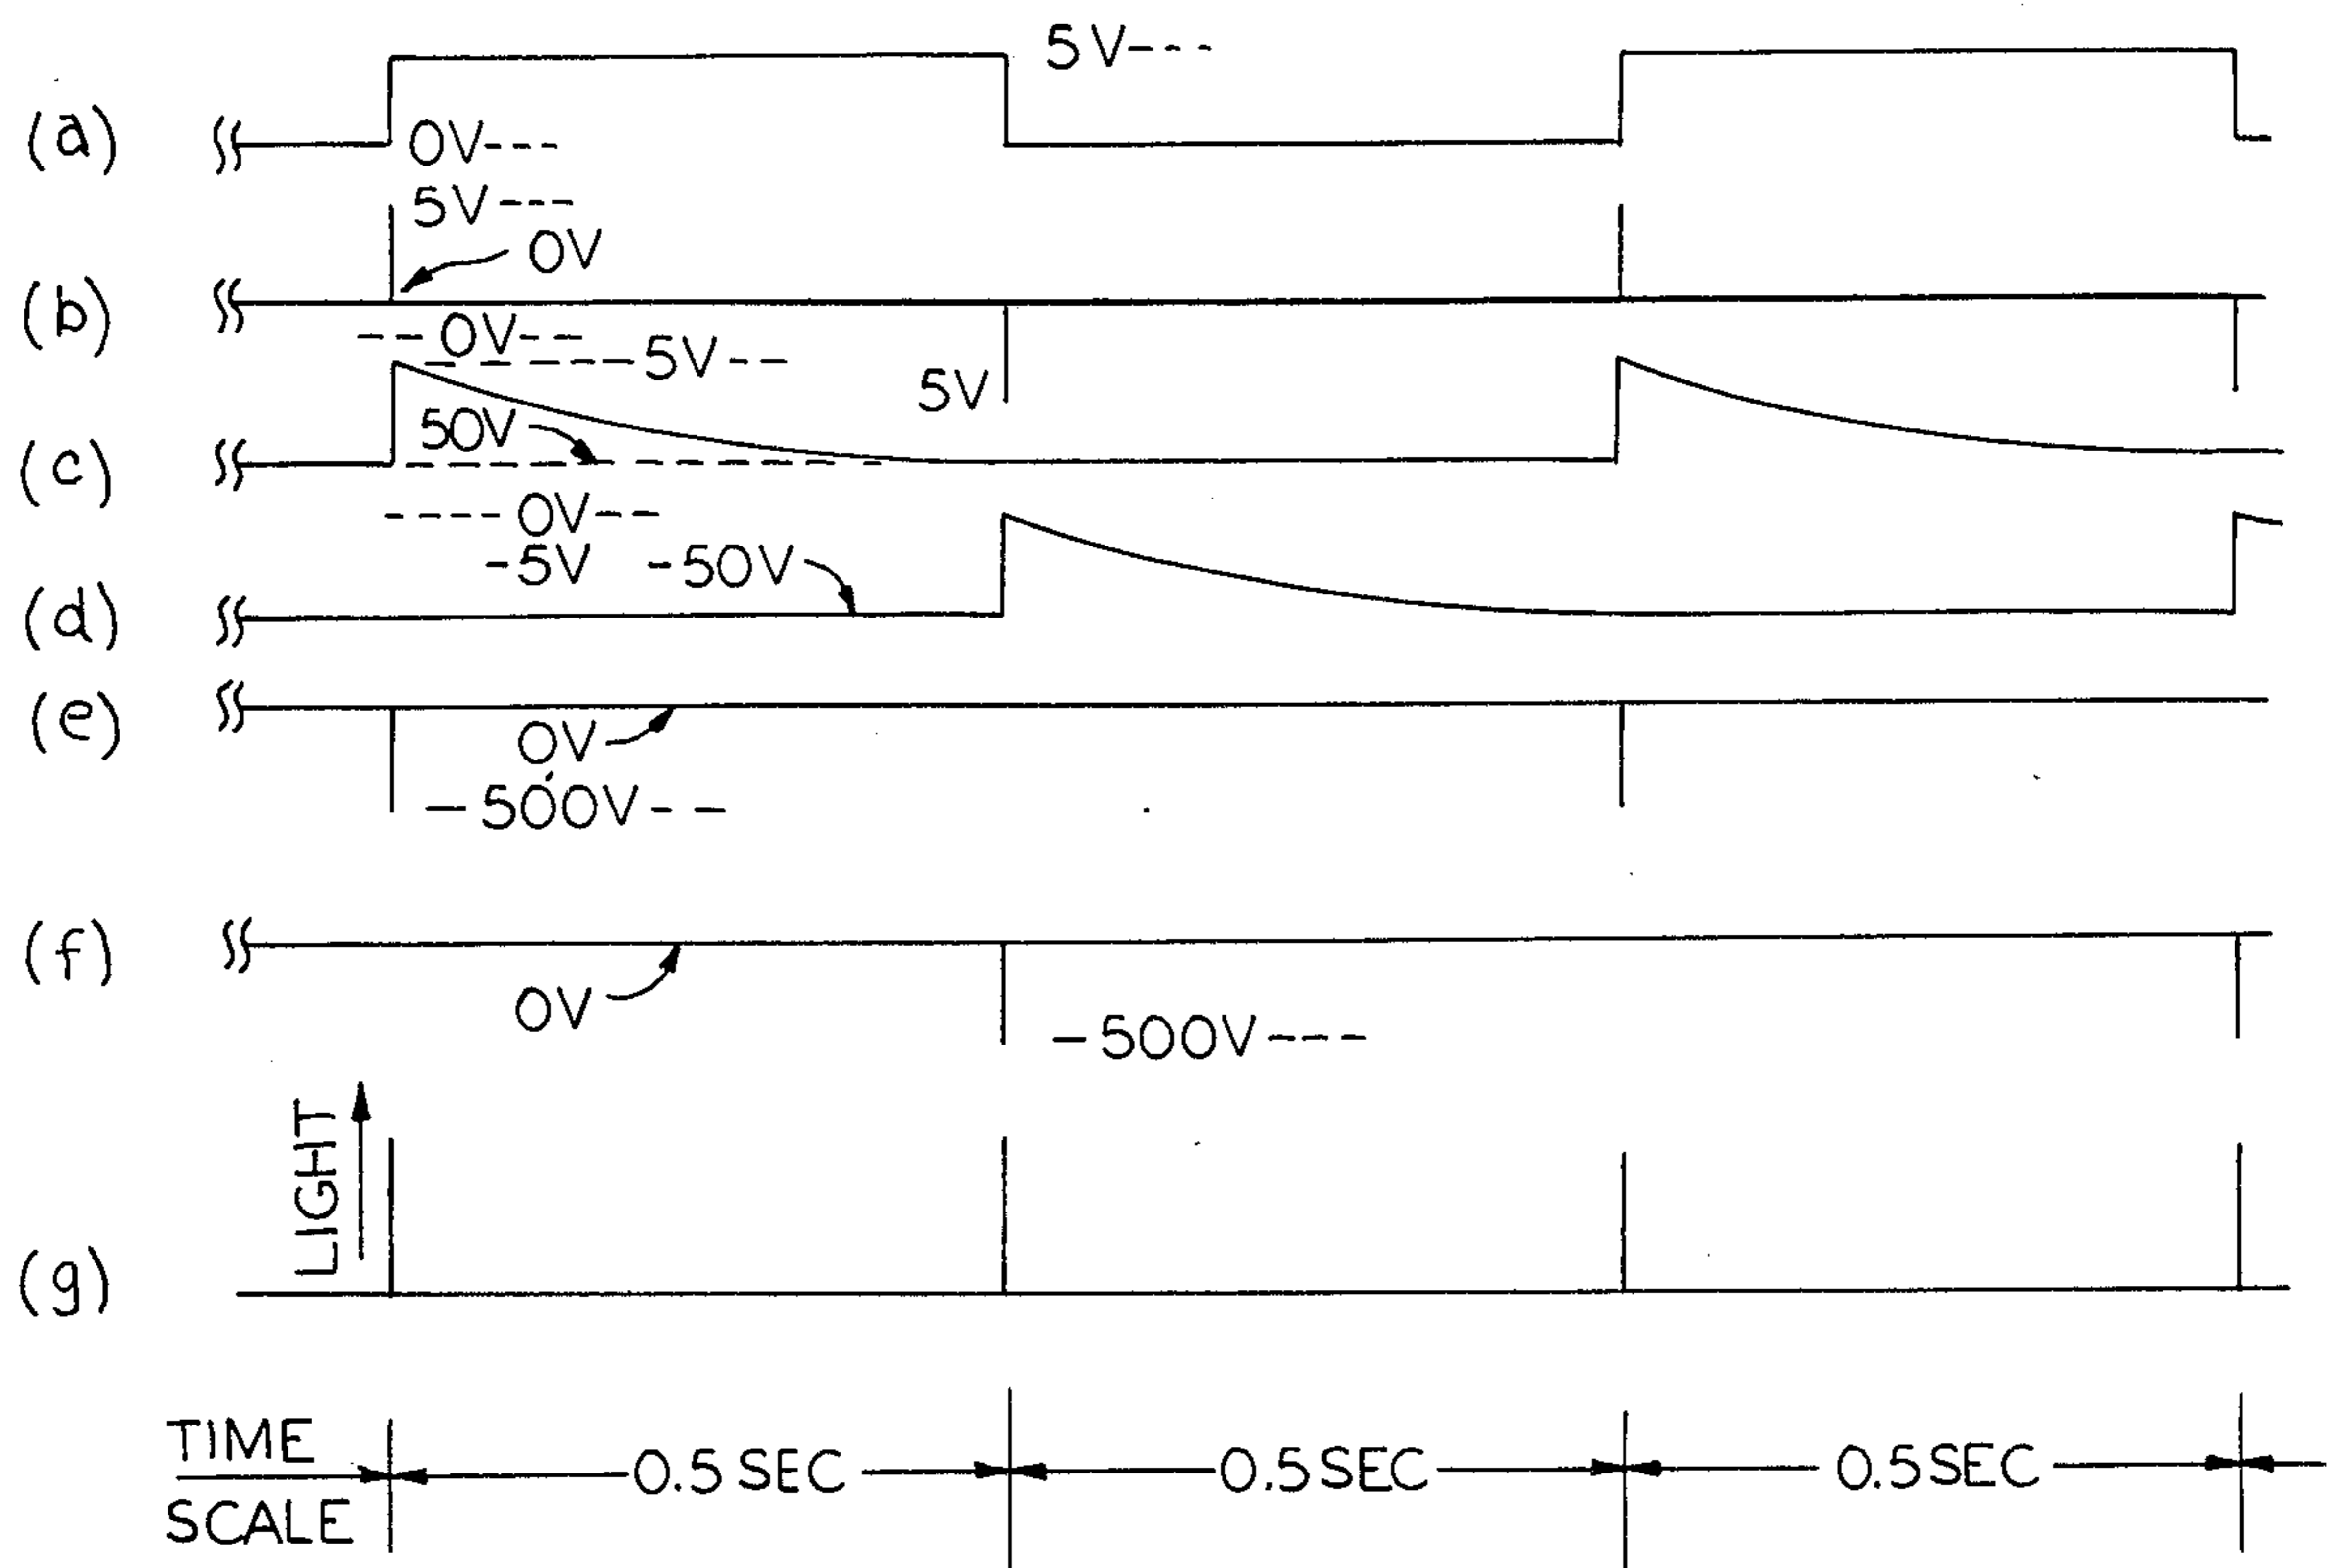 5V---
(a)
0V---
5V---
0V
(b)
--0V--
-----5V--
5V
50V
(c)
----0V--
-5V -50V
(d)
(e)
0V
-500V--
(f)
0V
-500V---
LIGHT
(g)
TIME
SCALE
0.5 SEC
0.5 SEC
0.5 SEC